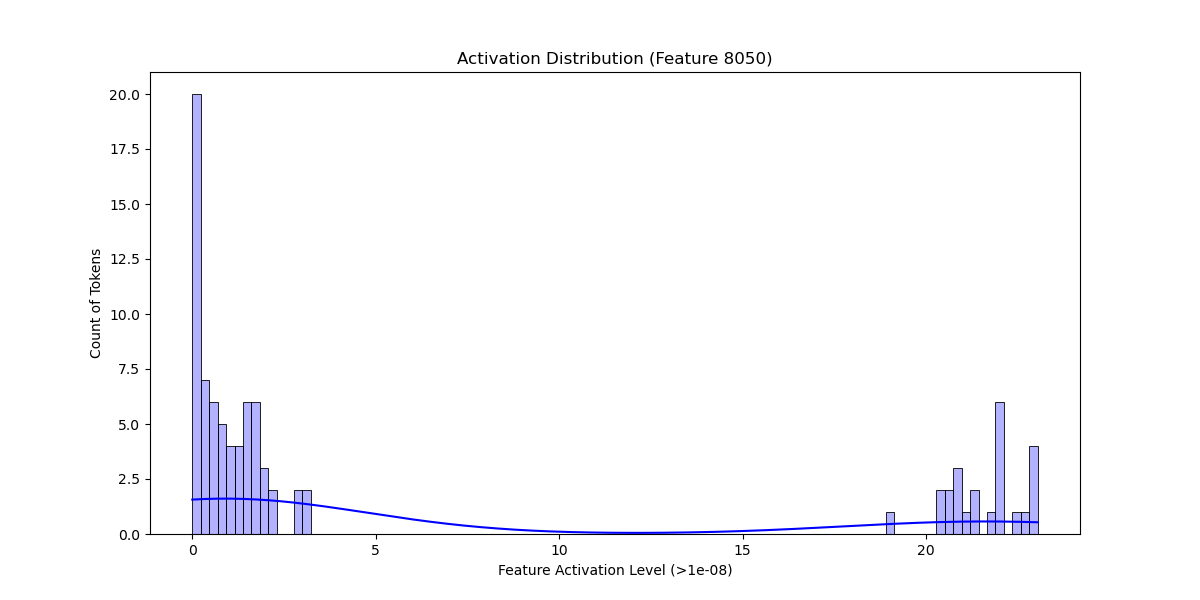 Activation Distribution (Feature 8050)
20.0
17.5
15.0
12.5
10.0
7.5
5.0
2.5
0.0
Count of Tokens
0 5 10 15 20
Feature Activation Level (>1e-08)